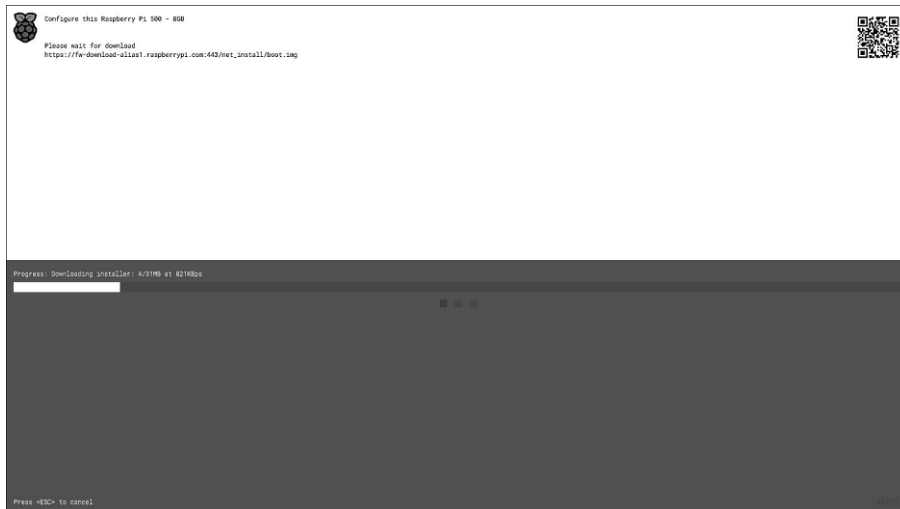 Configure this Raspberry Pi 500 - 8GB
Please wait for download
https://fw-download-alias1.raspberrypi.com:443/net_install/boot.img
Progress: Downloading installer: 4/31MB at 821KBps
Press <ESC> to cancel